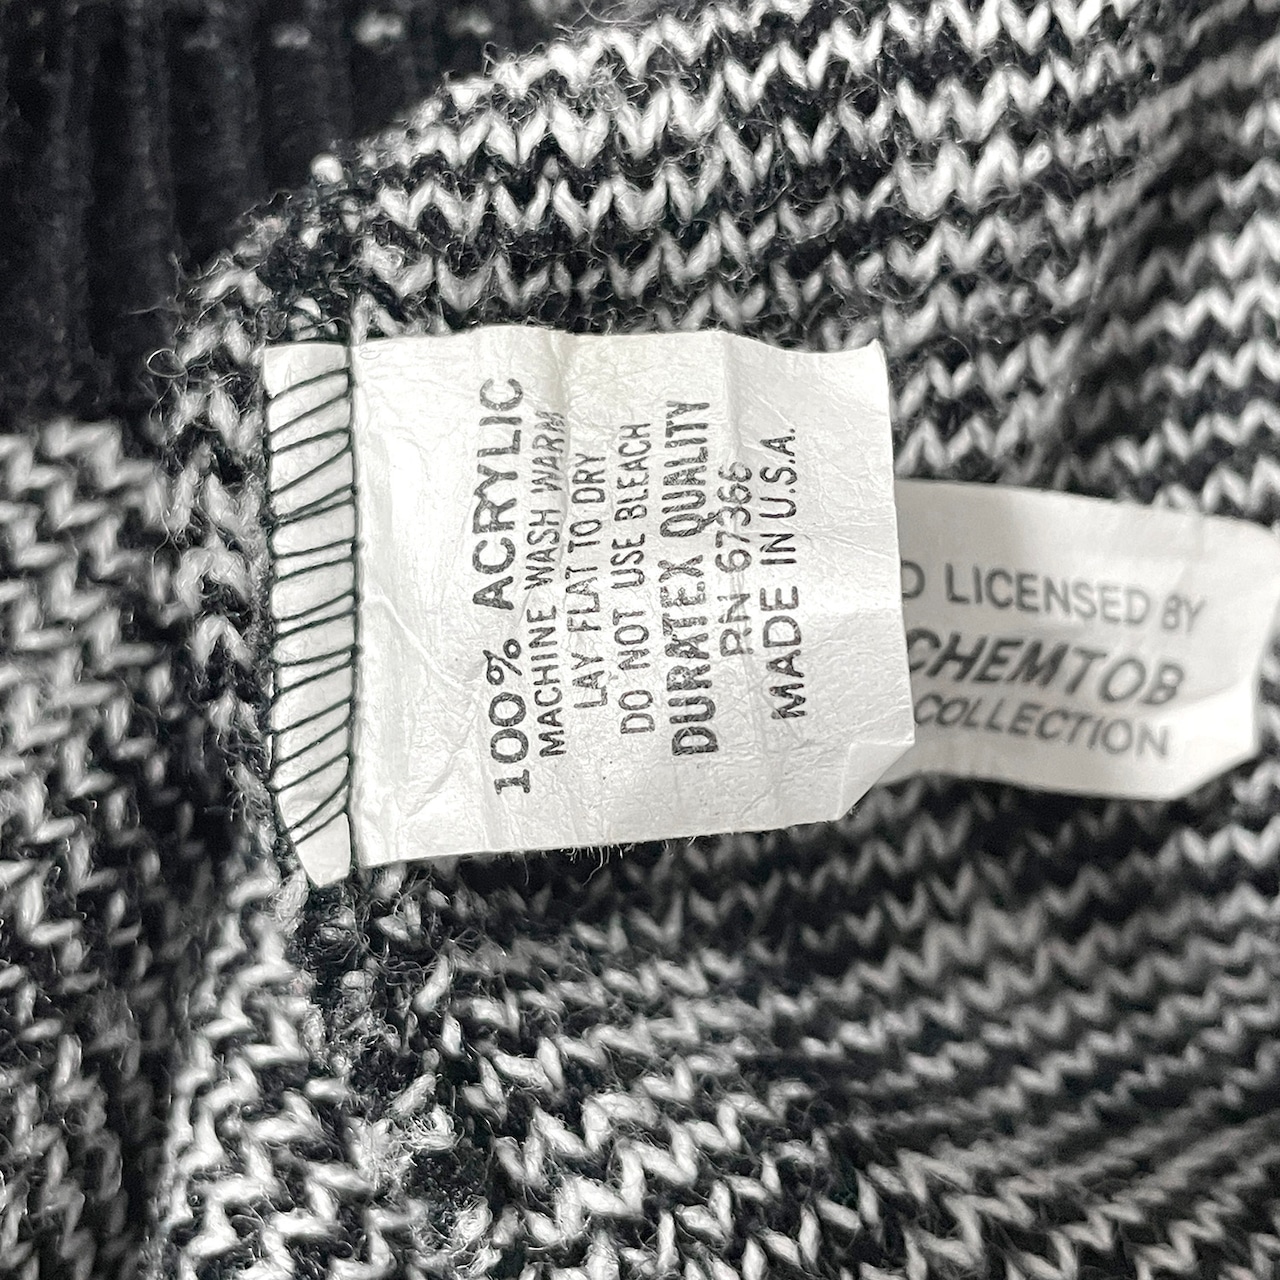 100% ACRYLIC
MACHINE WASH WARM
LAY FLAT TO DRY
DO NOT USE BLEACH
DURATEX QUALITY
RN 67366
MADE IN U.S.A.
D LICENSED BY
CHEMTOB
COLLECTION